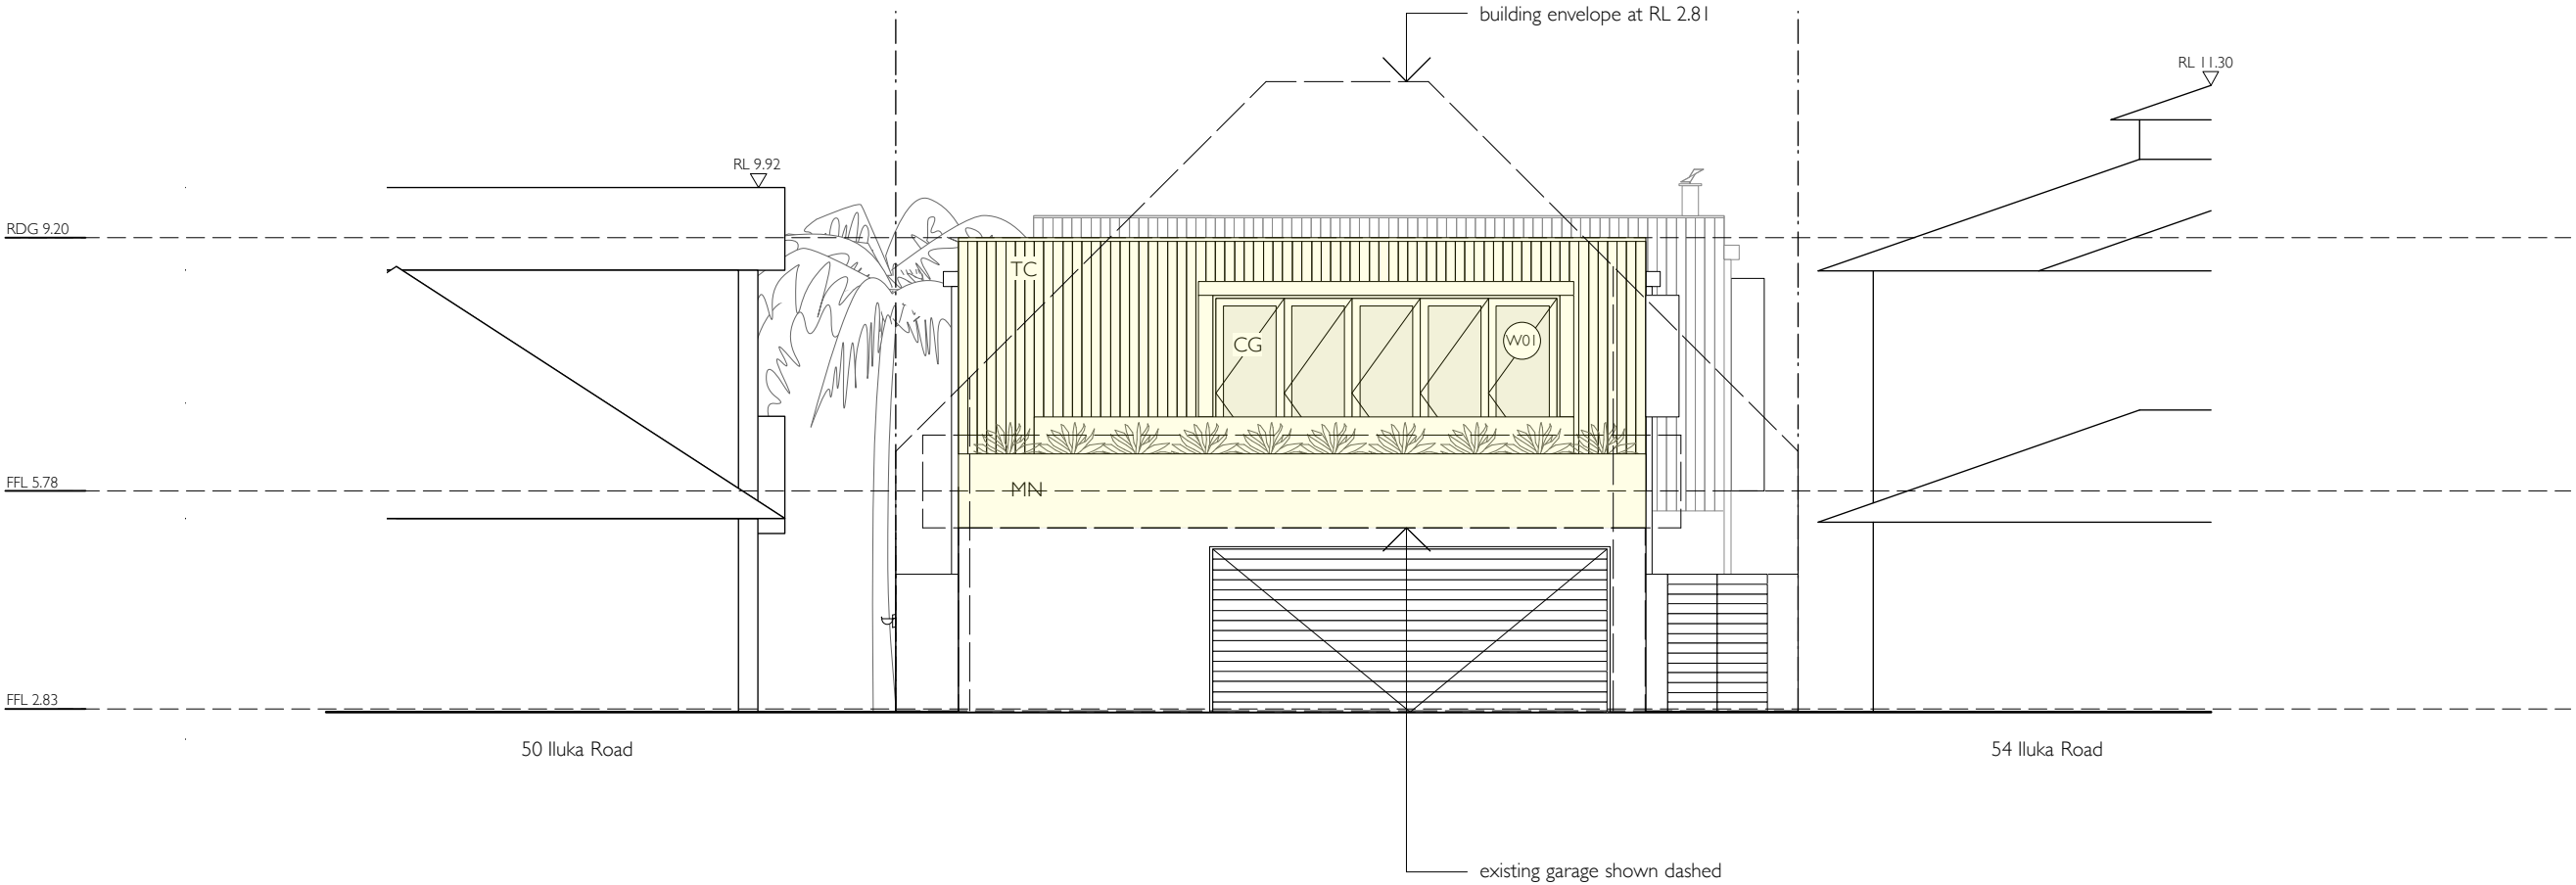 building envelope at RL 2.81
RL 11.30
RL 9.92
RDG 9.20
TC
CG
W01
FFL 5.78
MN
FFL 2.83
50 Iluka Road
54 Iluka Road
existing garage shown dashed